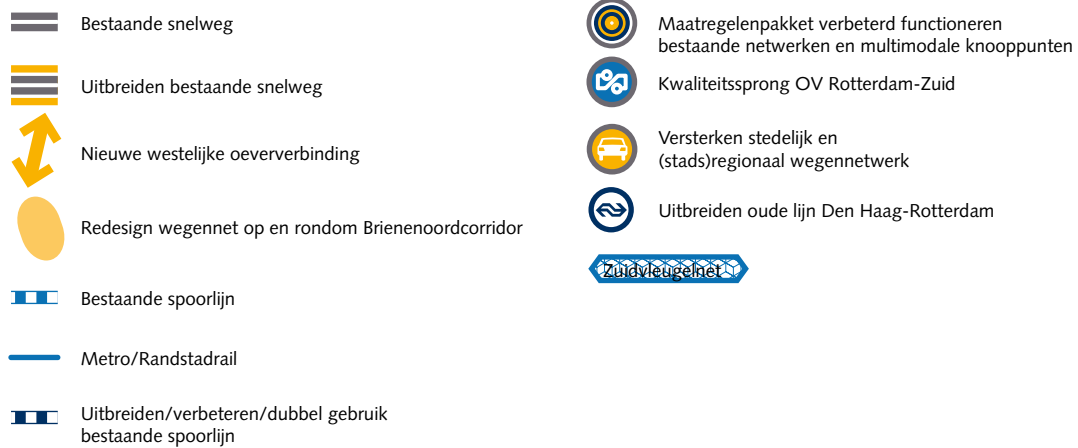 Bestaande snelweg
Uitbreiden bestaande snelweg
Nieuwe westelijke oeververbinding
Redesign wegennet op en rondom Brienenoordcorridor
Bestaande spoorlijn
Metro/Randstadrail
Uitbreiden/verbeteren/dubbel gebruik
bestaande spoorlijn
Maatregelenpakket verbeterd functioneren
bestaande netwerken en multimodale knooppunten
Kwaliteitssprong OV Rotterdam-Zuid
Versterken stedelijk en
(stads)regionaal wegennetwerk
Uitbreiden oude lijn Den Haag-Rotterdam
Zuidvleugelnet